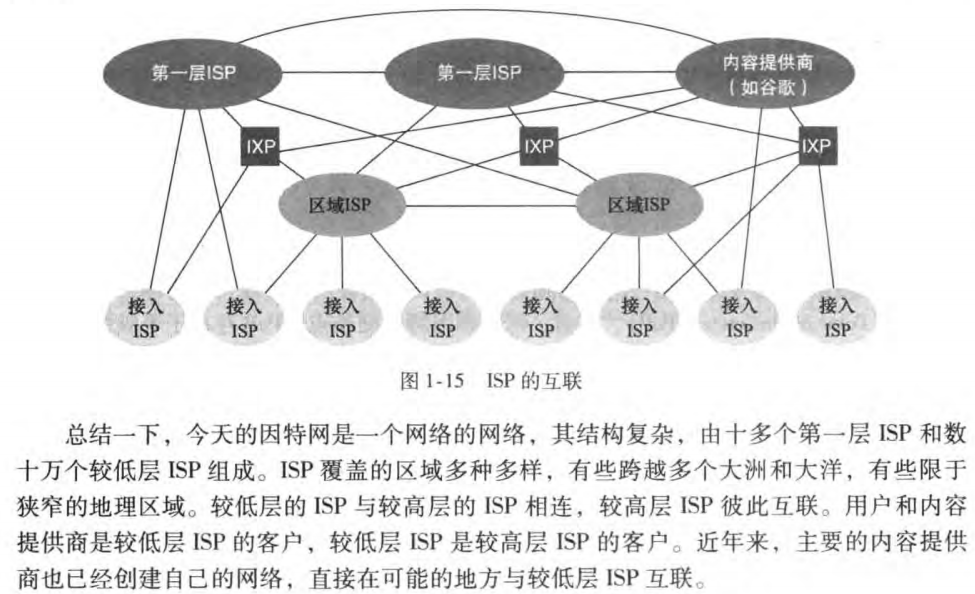 第一层ISP
第一层ISP
内容提供商
（如谷歌）
IXP
IXP
IXP
区域ISP
区域ISP
接入
ISP
接入
ISP
接入
ISP
接入
ISP
接入
ISP
接入
ISP
接入
ISP
接入
ISP
图 1-15 ISP 的互联
总结一下，今天的因特网是一个网络的网络，其结构复杂，由十多个第一层 ISP 和数
十万个较低层 ISP 组成。ISP 覆盖的区域多种多样，有些跨越多个大洲和大洋，有些限于
狭窄的地理区域。较低层的 ISP 与较高层的 ISP 相连，较高层 ISP 彼此互联。用户和内容
提供商是较低层 ISP 的客户，较低层 ISP 是较高层 ISP 的客户。近年来，主要的内容提供
商也已经创建自己的网络，直接在可能的地方与较低层 ISP 互联。